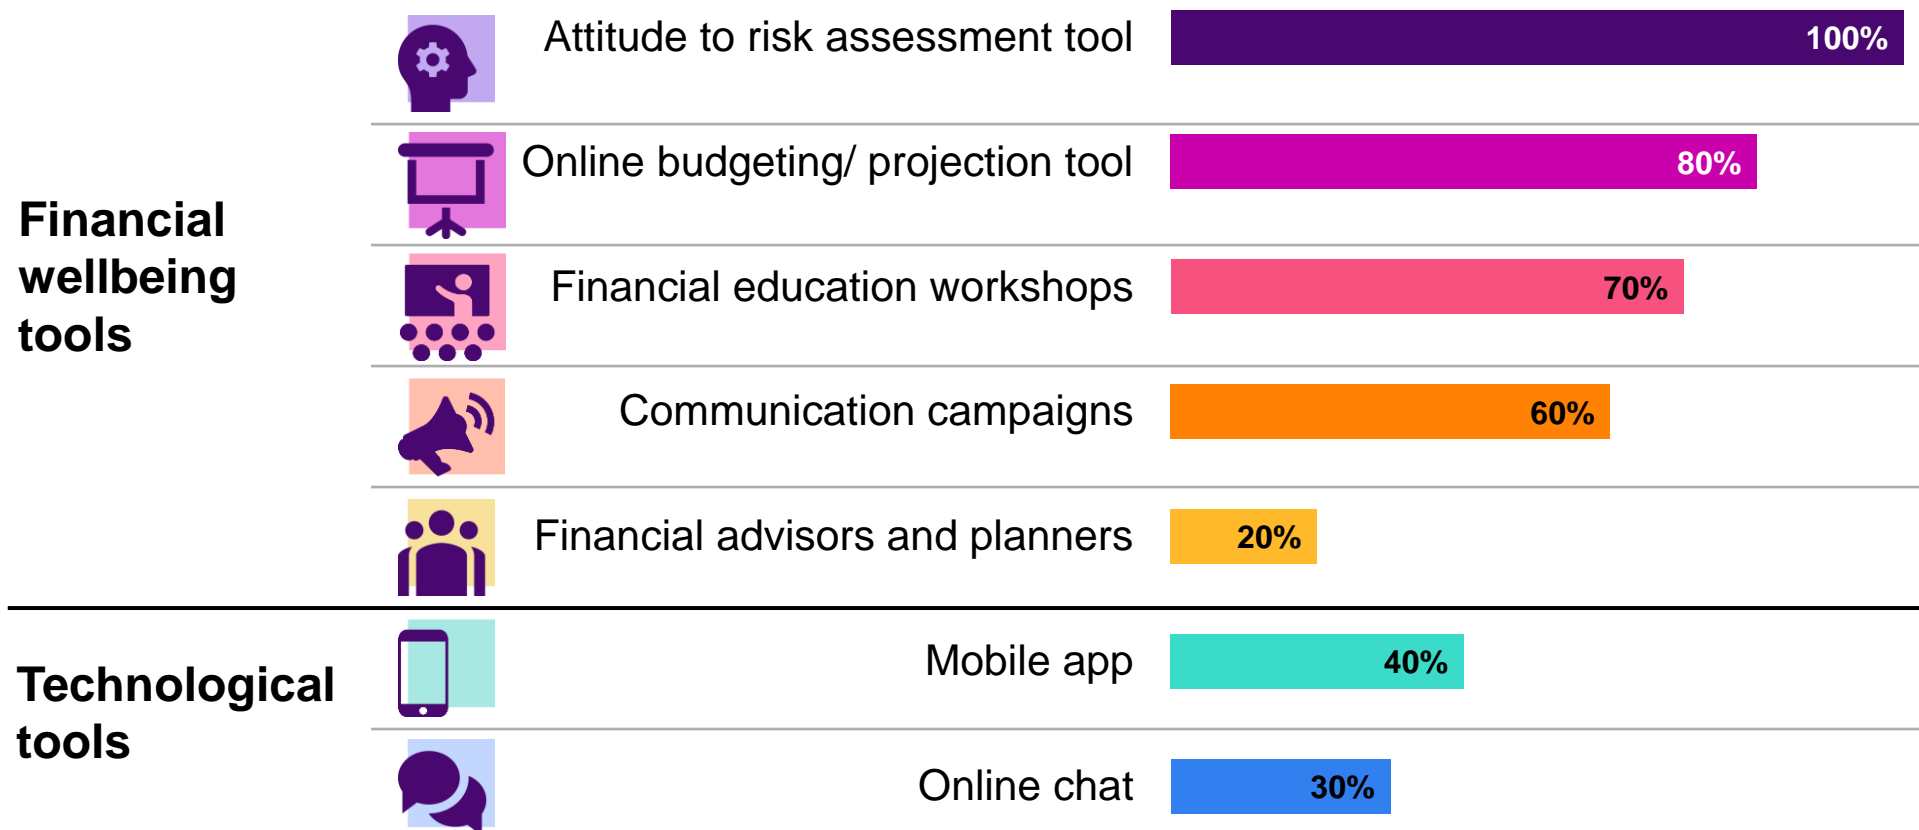 Financial
wellbeing
tools
Attitude to risk assessment tool
100%
Online budgeting/ projection tool
80%
Financial education workshops
70%
Communication campaigns
60%
Financial advisors and planners
20%
Technological
tools
Mobile app
40%
Online chat
30%